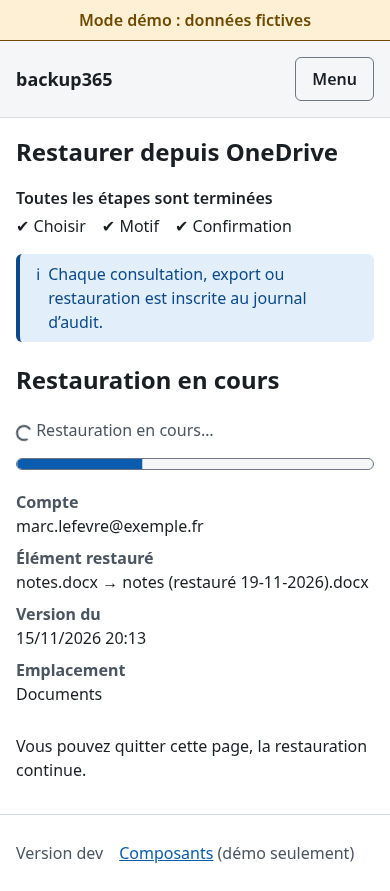 Mode démo : données fictives
backup365
Menu
Restaurer depuis OneDrive
Toutes les étapes sont terminées
✔ Choisir ✔ Motif ✔ Confirmation
i Chaque consultation, export ou
restauration est inscrite au journal
d’audit.
Restauration en cours
Restauration en cours...
Compte
marc.lefevre@exemple.fr
Élément restauré
notes.docx → notes (restauré 19-11-2026).docx
Version du
15/11/2026 20:13
Emplacement
Documents
Vous pouvez quitter cette page, la restauration
continue.
Version dev Composants (démo seulement)